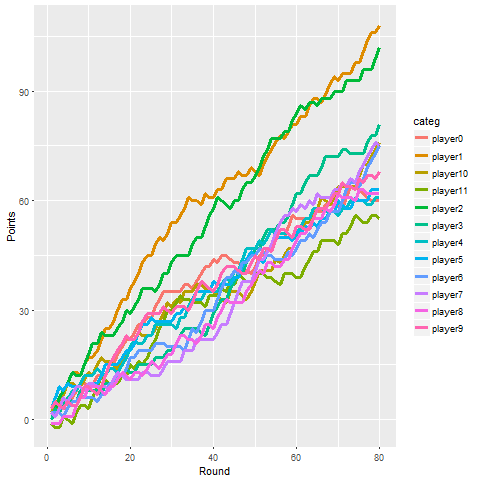 Points
90
60
30
0
0
20
40
60
80
Round
categ
player0
player1
player10
player11
player2
player3
player4
player5
player6
player7
player8
player9